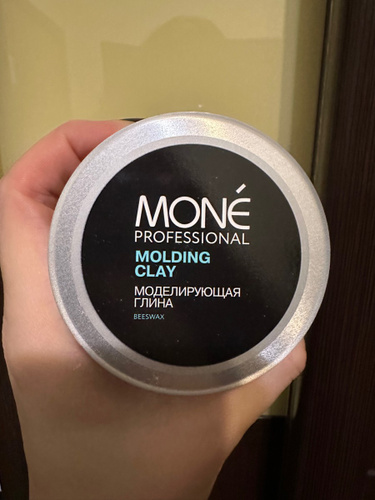 MONÉ
PROFESSIONAL
MOLDING
CLAY
МОДЕЛИРУЮЩАЯ
ГЛИНА
BEESWAX